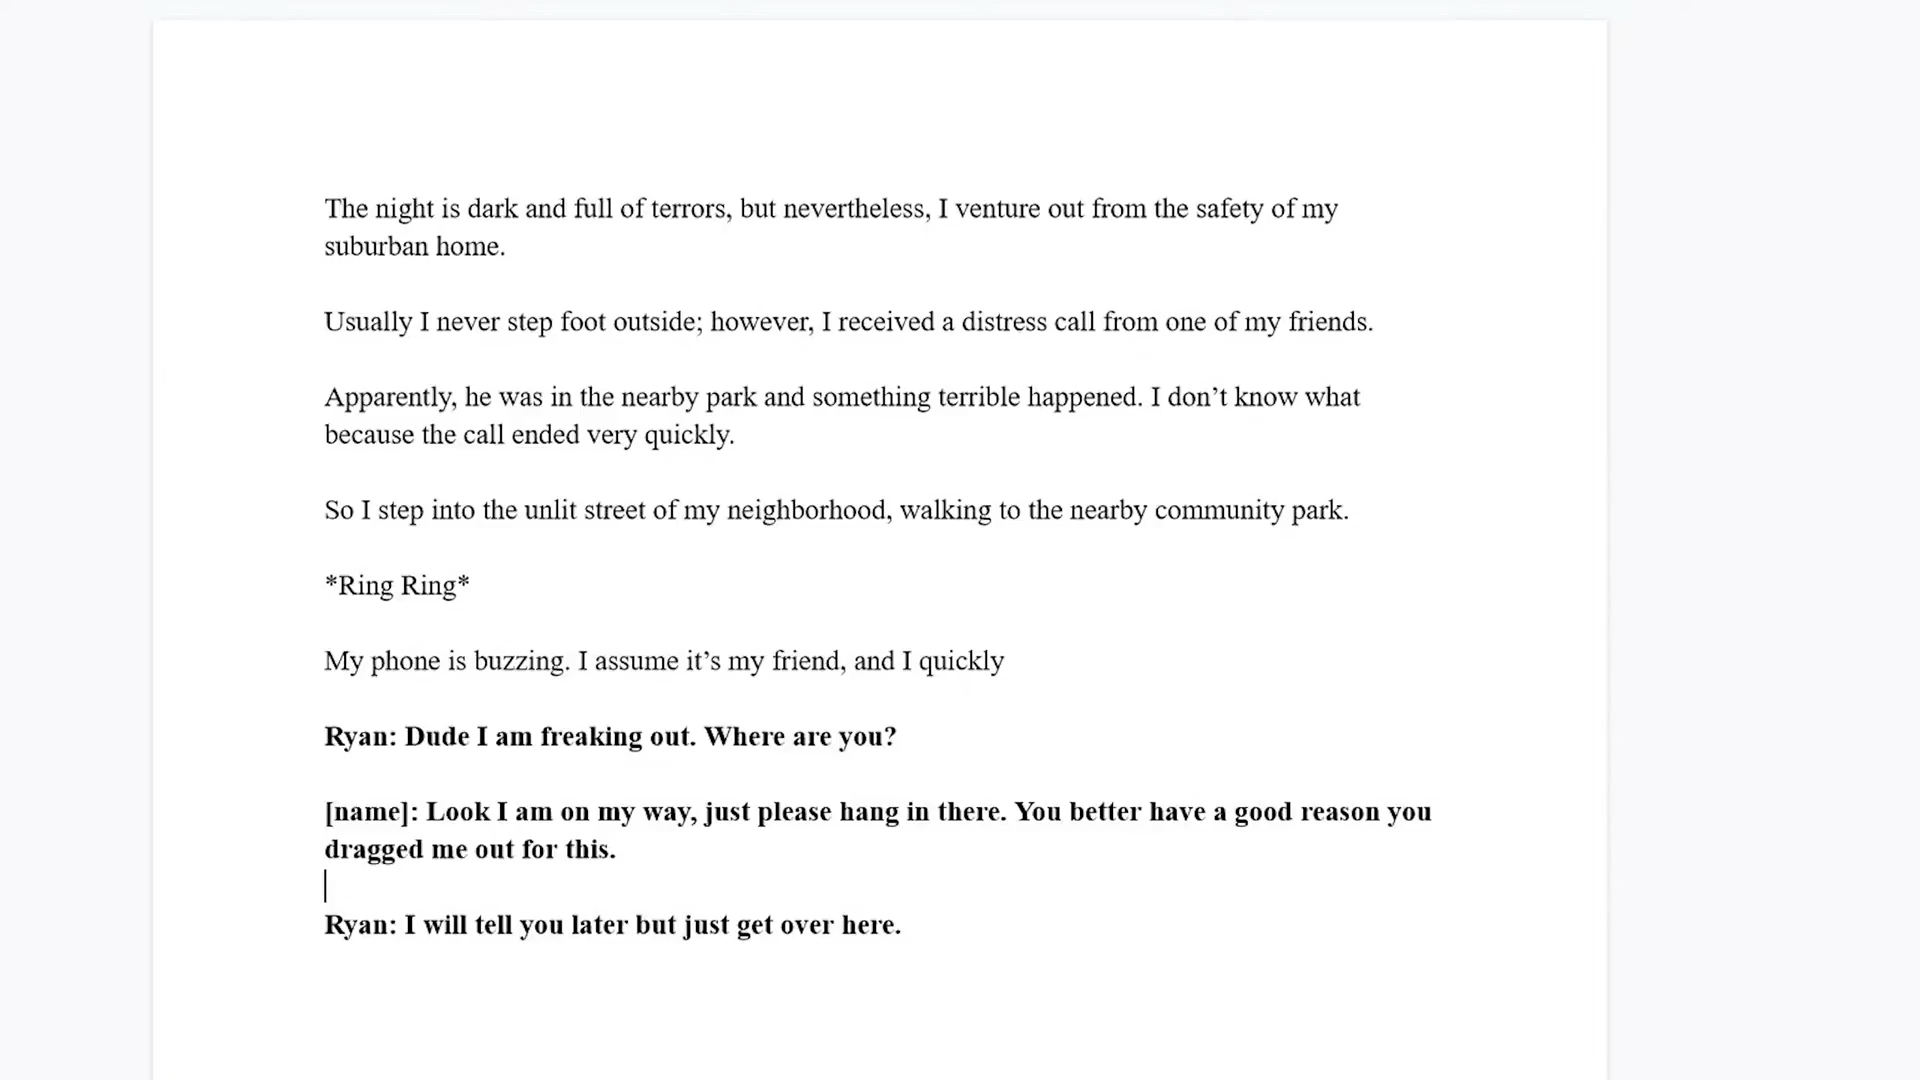 The night is dark and full of terrors, but nevertheless, I venture out from the safety of my
suburban home.
Usually I never step foot outside; however, I received a distress call from one of my friends.
Apparently, he was in the nearby park and something terrible happened. I don’t know what
because the call ended very quickly.
So I step into the unlit street of my neighborhood, walking to the nearby community park.
*Ring Ring*
My phone is buzzing. I assume it’s my friend, and I quickly
Ryan: Dude I am freaking out. Where are you?
[name]: Look I am on my way, just please hang in there. You better have a good reason you
dragged me out for this.
Ryan: I will tell you later but just get over here.